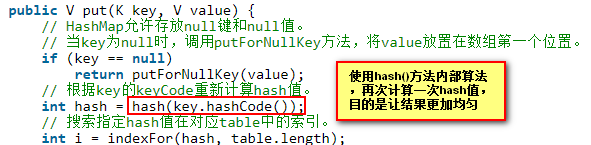 public V put(K key, V value) {
// HashMap允许存放null键和null值。
// 当key为null时，调用putForNullKey方法，将value放置在数组第一个位置。
if (key == null)
return putForNullKey(value);
// 根据key的keyCode重新计算hash值。
int hash = hash(key.hashCode());
// 搜索指定hash值在对应table中的索引。
int i = indexFor(hash, table.length);
使用hash()方法内部算法
，再次计算一次hash值，
目的是让结果更加均匀